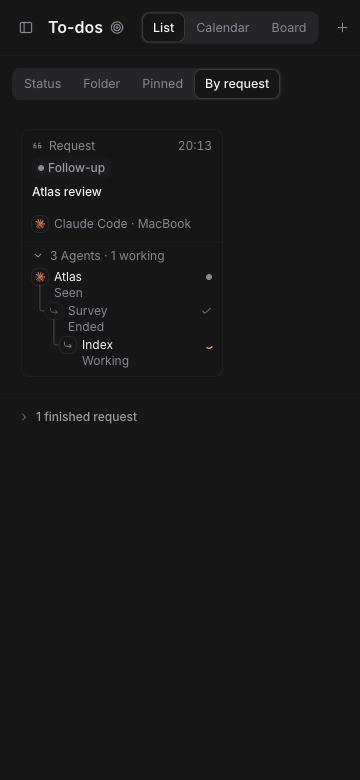 To-dos
List
Calendar
Board
Status
Folder
Pinned
By request
Request
20:13
Follow-up
Atlas review
Claude Code · MacBook
3 Agents · 1 working
Atlas
Seen
Survey
Ended
Index
Working
1 finished request